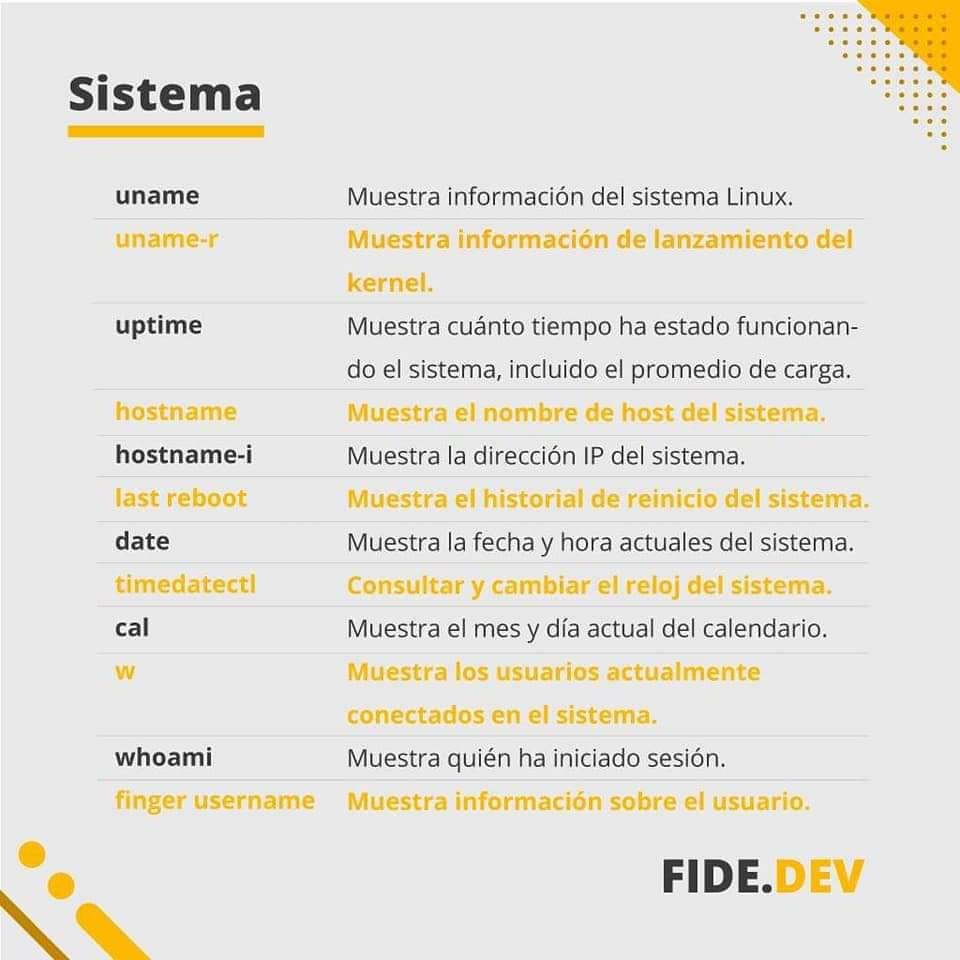 Sistema
uname Muestra información del sistema Linux.
uname-r Muestra información de lanzamiento del
kernel.
uptime Muestra cuánto tiempo ha estado funcionan-
do el sistema, incluido el promedio de carga.
hostname Muestra el nombre de host del sistema.
hostname-i Muestra la dirección IP del sistema.
last reboot Muestra el historial de reinicio del sistema.
date Muestra la fecha y hora actuales del sistema.
timedatectl Consultar y cambiar el reloj del sistema.
cal Muestra el mes y día actual del calendario.
w Muestra los usuarios actualmente
conectados en el sistema.
whoami Muestra quién ha iniciado sesión.
finger username Muestra información sobre el usuario.
FIDE.DEV